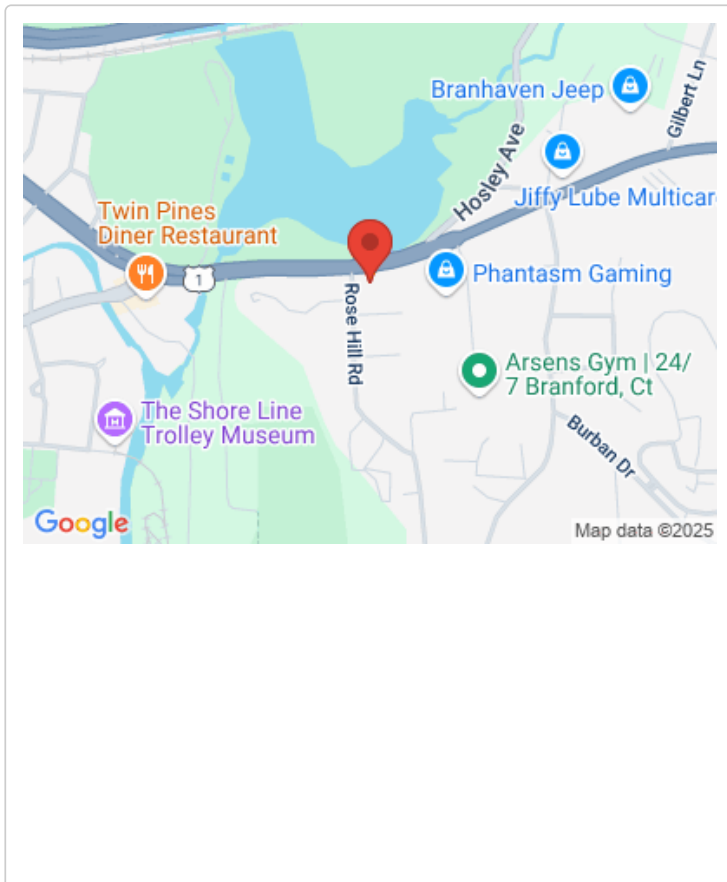 Branhaven Jeep
Gilbert Ln
Hosley Ave
Jiffy Lube Multicar
Twin Pines
Diner Restaurant
1
Phantasm Gaming
Rose Hill Rd
Arsens Gym | 24/
7 Branford, Ct
The Shore Line
Trolley Museum
Burban Dr
Google
Map data ©2025